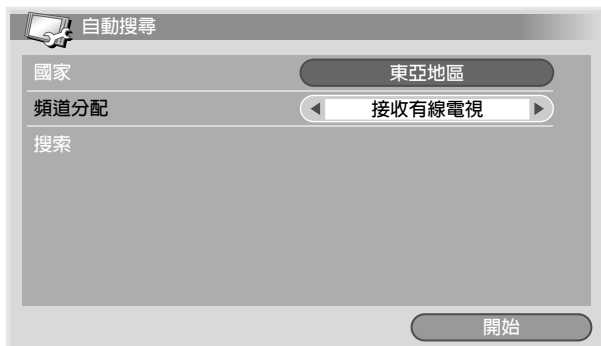 自動搜尋
國家 東亞地區
頻道分配 接收有線電視
搜索
開始